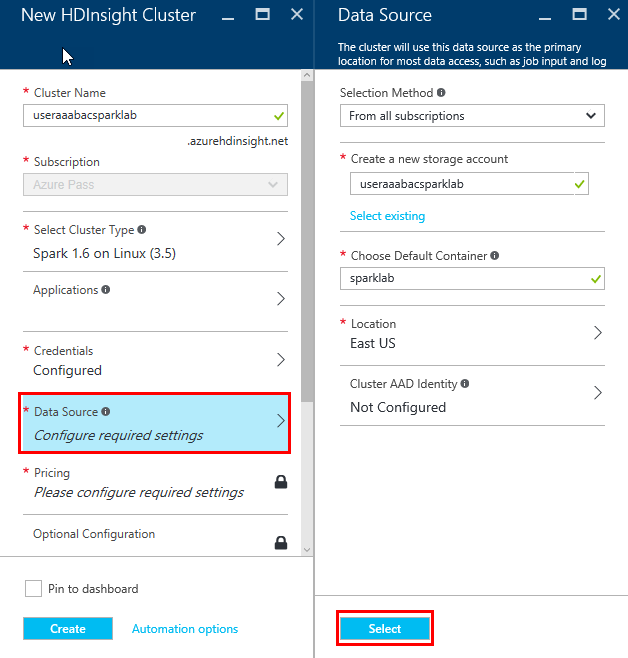 New HDInsight Cluster
* Cluster Name
useraaabacsparklab
.azurehdinsight.net
* Subscription
Azure Pass
* Select Cluster Type
Spark 1.6 on Linux (3.5)
Applications
* Credentials
Configured
* Data Source
Configure required settings
* Pricing
Please configure required settings
Optional Configuration
Pin to dashboard
Create
Automation options
Data Source
The cluster will use this data source as the primary
location for most data access, such as job input and log
Selection Method
From all subscriptions
* Create a new storage account
useraaabacsparklab
Select existing
* Choose Default Container
sparklab
* Location
East US
Cluster AAD Identity
Not Configured
Select